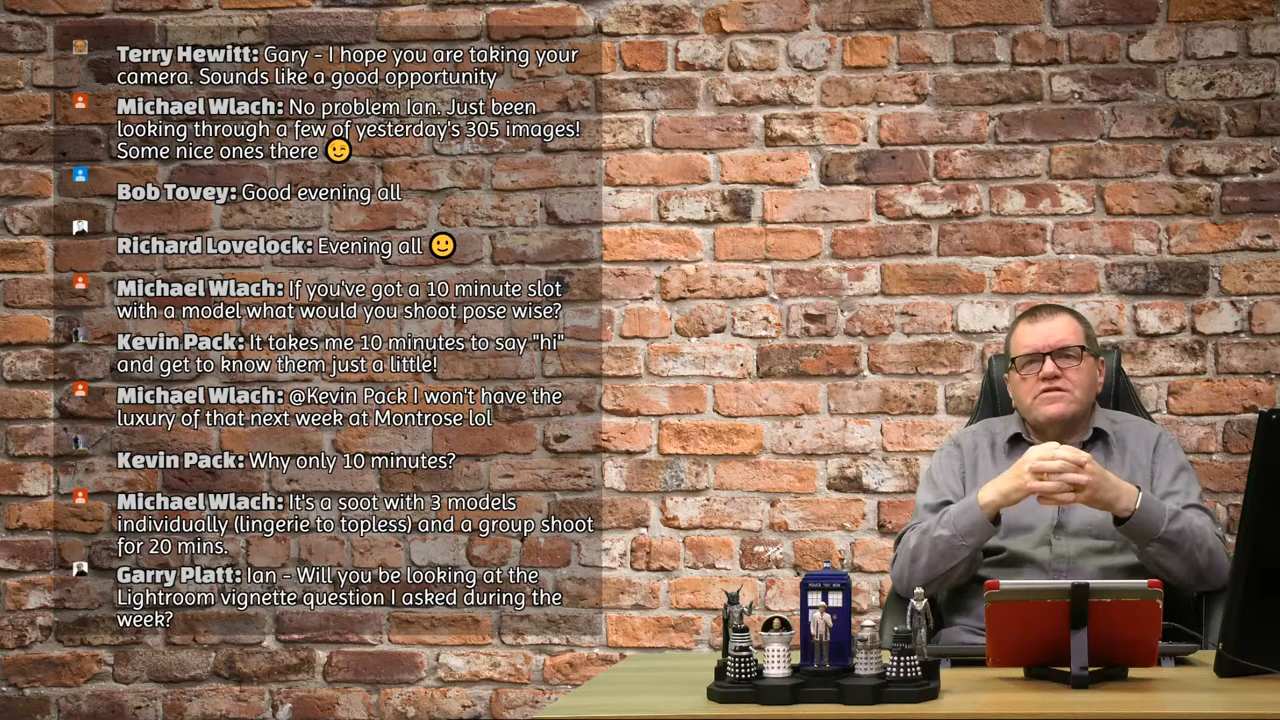 Terry Hewitt: Gary - I hope you are taking your
camera. Sounds like a good opportunity
Michael Wlach: No problem Ian. Just been
looking through a few of yesterday's 305 images!
Some nice ones there 😉
Bob Tovey: Good evening all
Richard Lovelock: Evening all 🙂
Michael Wlach: If you've got a 10 minute slot
with a model what would you shoot pose wise?
Kevin Pack: It takes me 10 minutes to say "hi"
and get to know them just a little!
Michael Wlach: @Kevin Pack I won't have the
luxury of that next week at Montrose lol
Kevin Pack: Why only 10 minutes?
Michael Wlach: It's a soot with 3 models
individually (lingerie to topless) and a group shoot
for 20 mins.
Garry Platt: Ian - Will you be looking at the
Lightroom vignette question I asked during the
week?